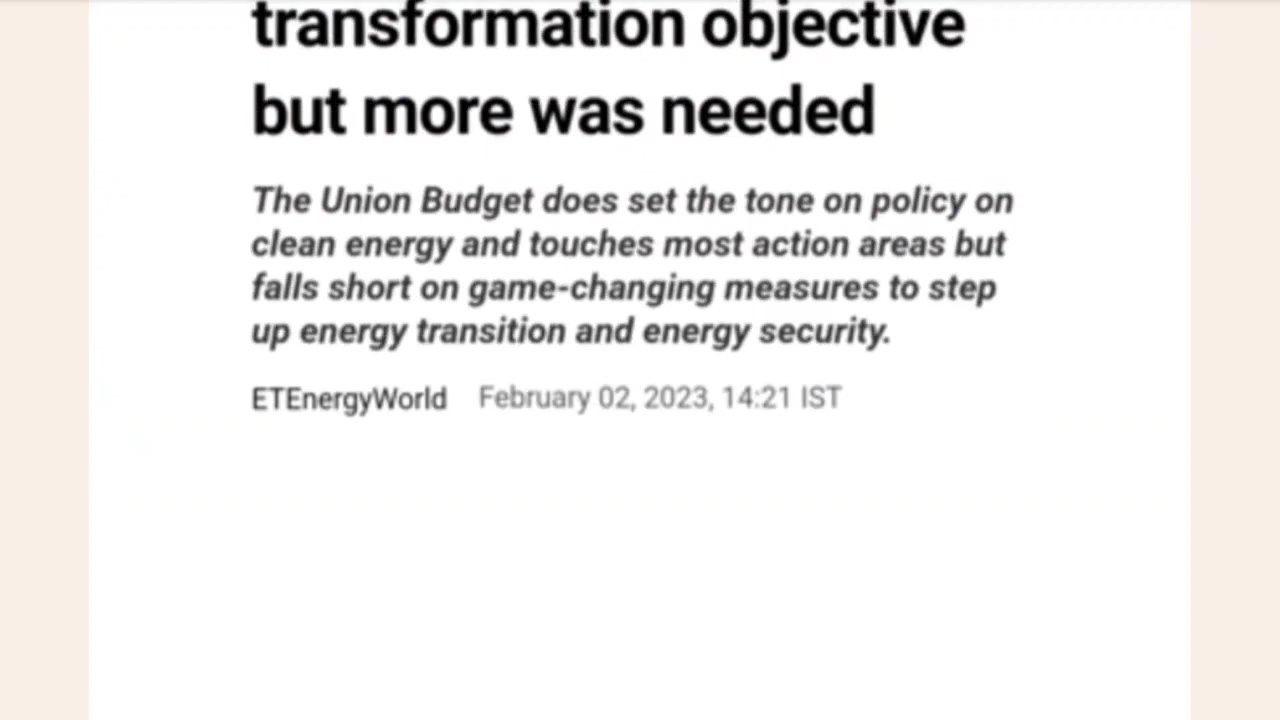 transformation objective
but more was needed
The Union Budget does set the tone on policy on
clean energy and touches most action areas but
falls short on game-changing measures to step
up energy transition and energy security.
ETEnergyWorld February 02, 2023, 14:21 IST